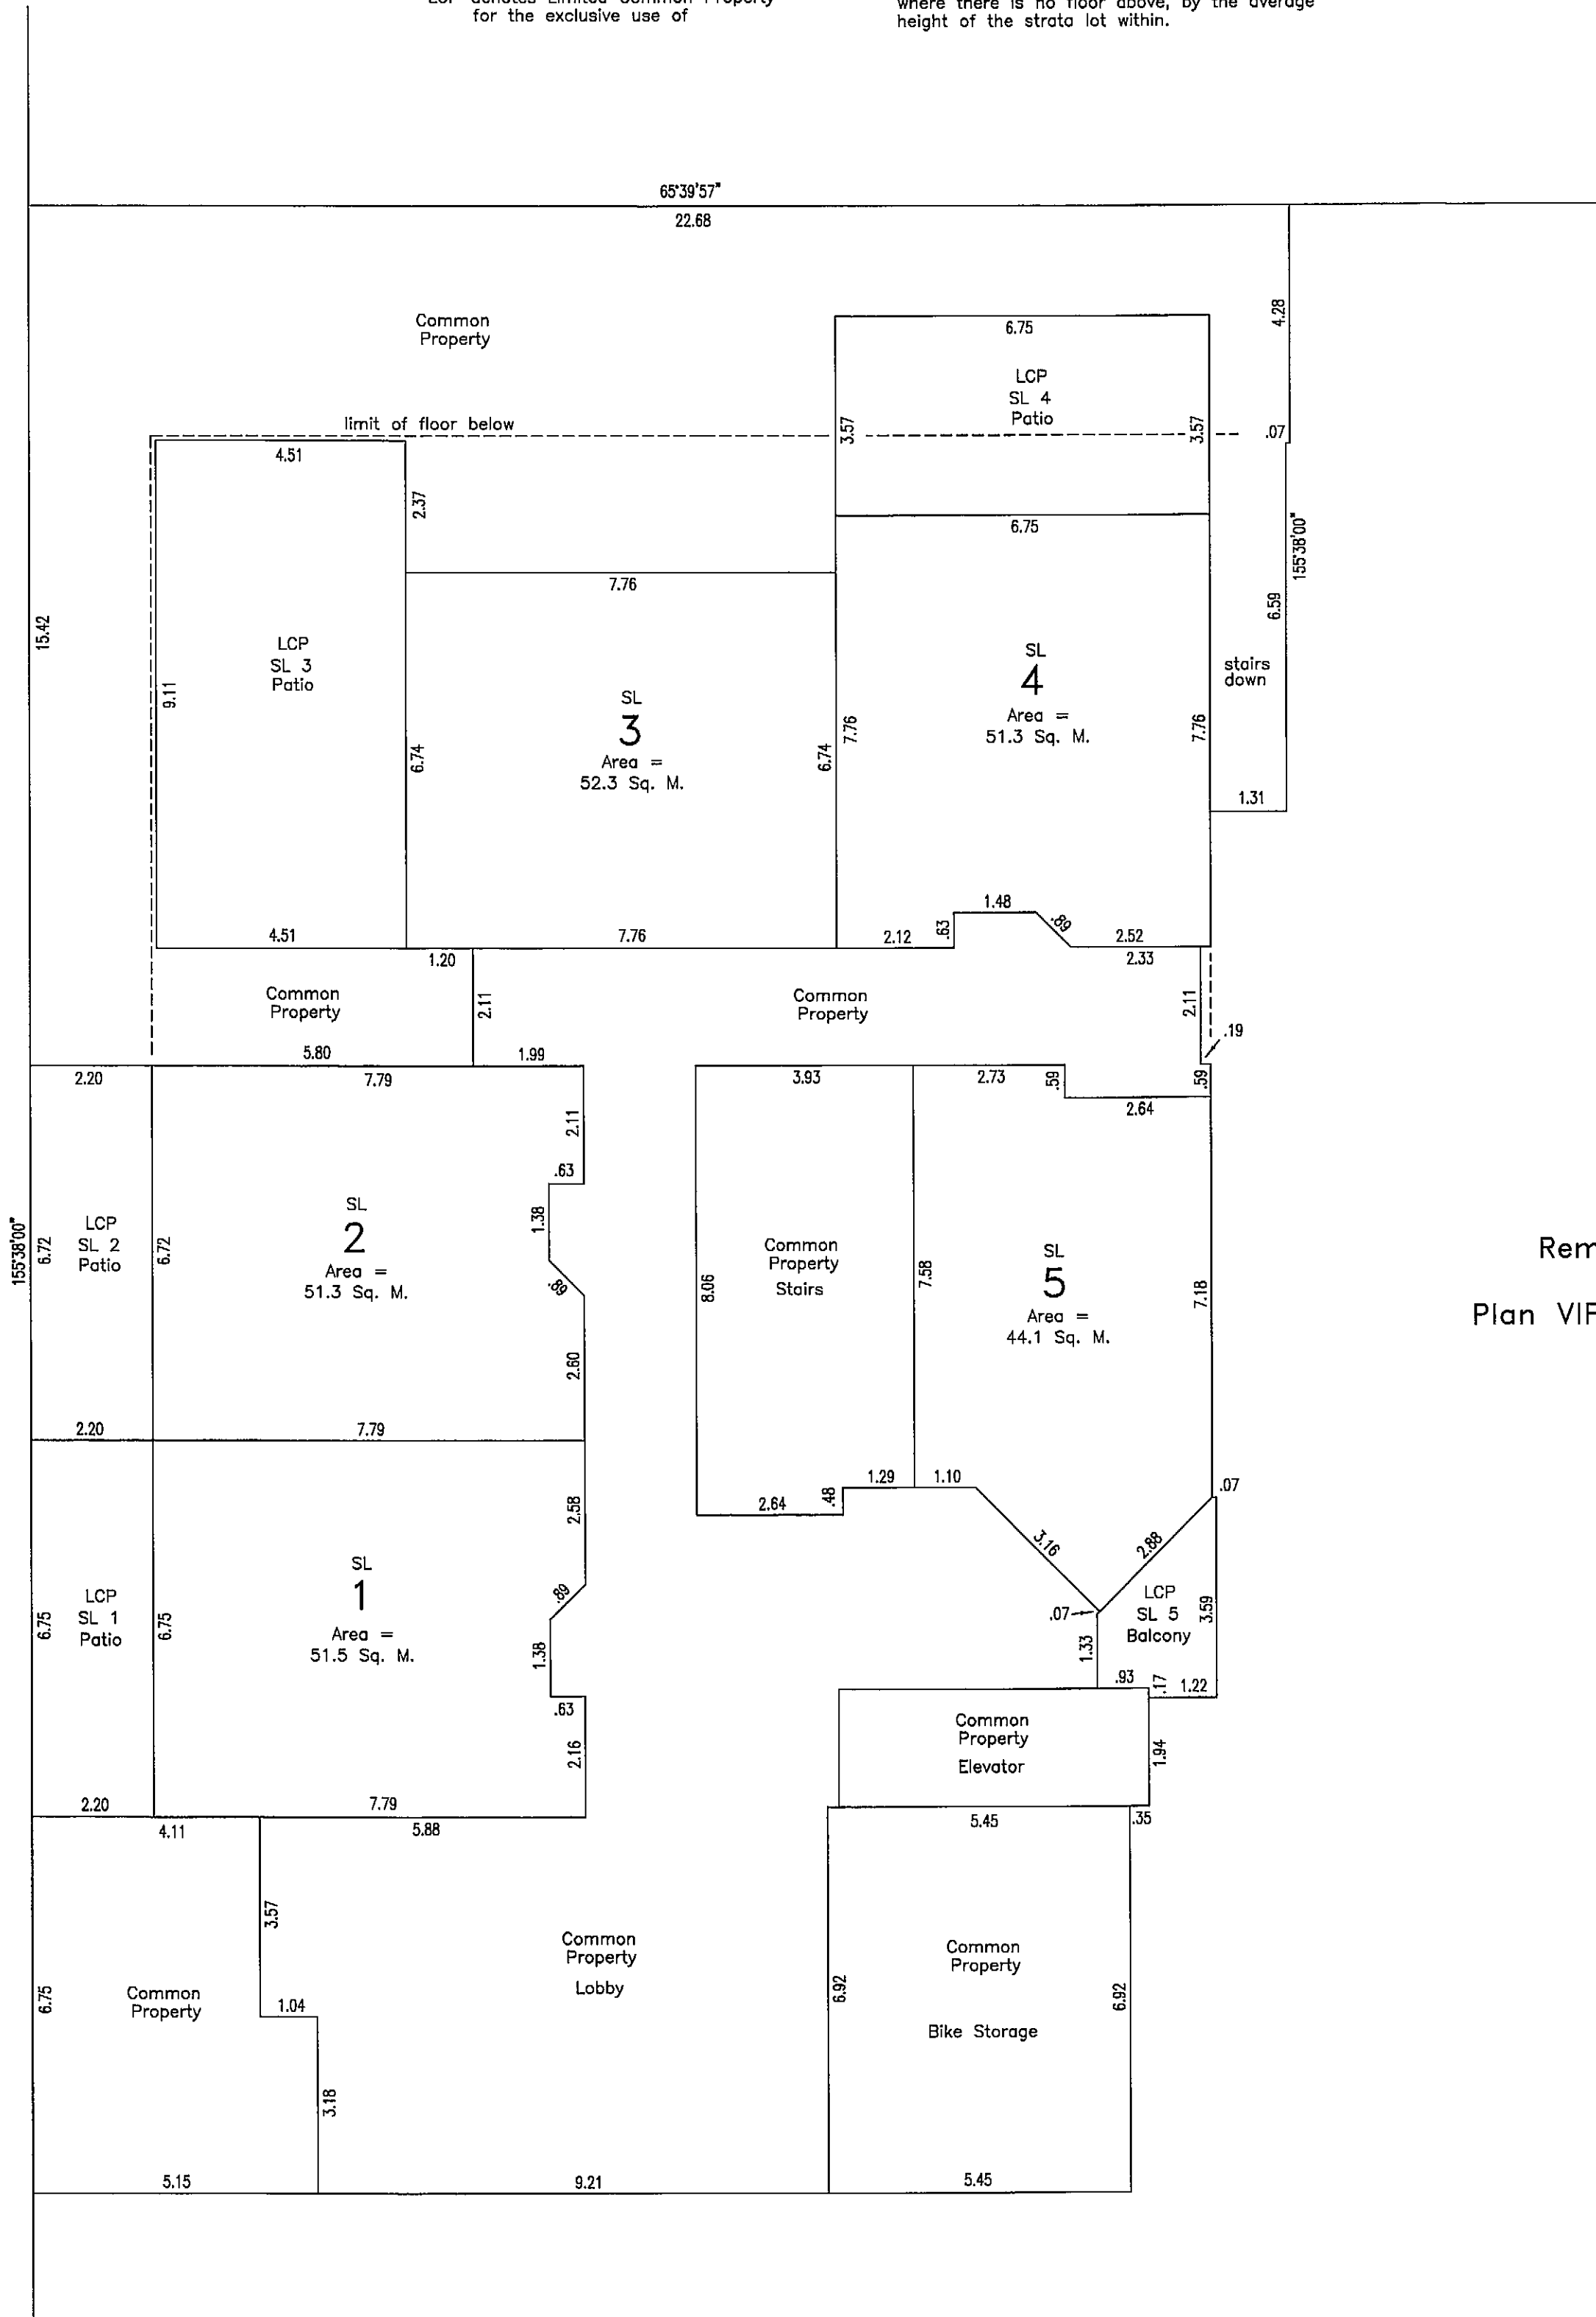 for the exclusive use of
where there is no floor above, by the average
height of the strata lot within.
65°39'57"
22.68
4.28
Common
Property
6.75
LCP
SL 4
Patio
3.57
3.57
.07
limit of floor below
4.51
2.37
6.75
155°38'00"
7.76
6.59
15.42
LCP
SL 3
Patio
9.11
SL
3
Area =
52.3 Sq. M.
6.74
6.74
7.76
SL
4
Area =
51.3 Sq. M.
7.76
stairs
down
1.31
1.48
.63
.89
4.51
7.76
2.12
2.52
1.20
2.33
Common
Property
2.11
Common
Property
2.11
.19
5.80
1.99
2.20
7.79
3.93
2.73
.59
.59
2.64
2.11
.63
155°38'00"
6.72
LCP
SL 2
Patio
6.72
SL
2
Area =
51.3 Sq. M.
1.38
.89
2.60
Common
Property
Stairs
8.06
7.58
SL
5
Area =
44.1 Sq. M.
7.18
Rem
2.20
7.79
1.29
1.10
.07
2.64
.48
2.58
3.16
2.88
6.75
LCP
SL 1
Patio
6.75
SL
1
Area =
51.5 Sq. M.
.89
1.38
.63
2.16
.07
1.33
LCP
SL 5
Balcony
3.59
.93
.17
1.22
Common
Property
Elevator
1.94
2.20
7.79
4.11
5.88
5.45
.35
3.57
Common
Property
Lobby
6.92
Common
Property
Bike Storage
6.92
6.75
Common
Property
1.04
3.18
5.15
9.21
5.45